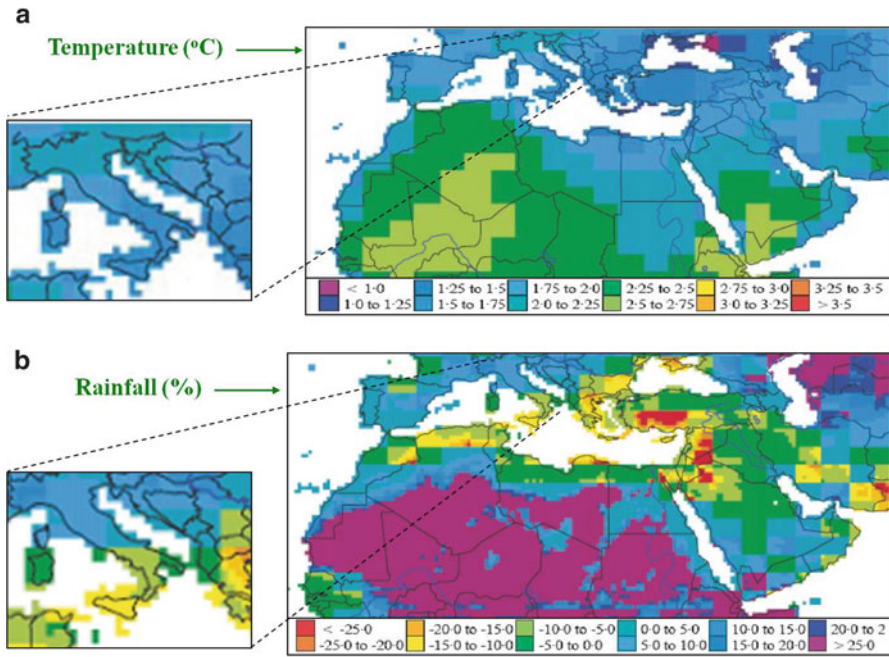 a
Temperature (ºC)
< 1·0 1·25 to 1·5 1·75 to 2·0 2·25 to 2·5 2·75 to 3·0 3·25 to 3·5
1·0 to 1·25 1·5 to 1·75 2·0 to 2·25 2·5 to 2·75 3·0 to 3·25 > 3·5
b
Rainfall (%)
< -25·0 -20·0 to -15·0 -10·0 to -5·0 0·0 to 5·0 10·0 to 15·0 20·0 to 2
-25·0 to -20·0 -15·0 to -10·0 -5·0 to 0·0 5·0 to 10·0 15·0 to 20·0 > 25·0